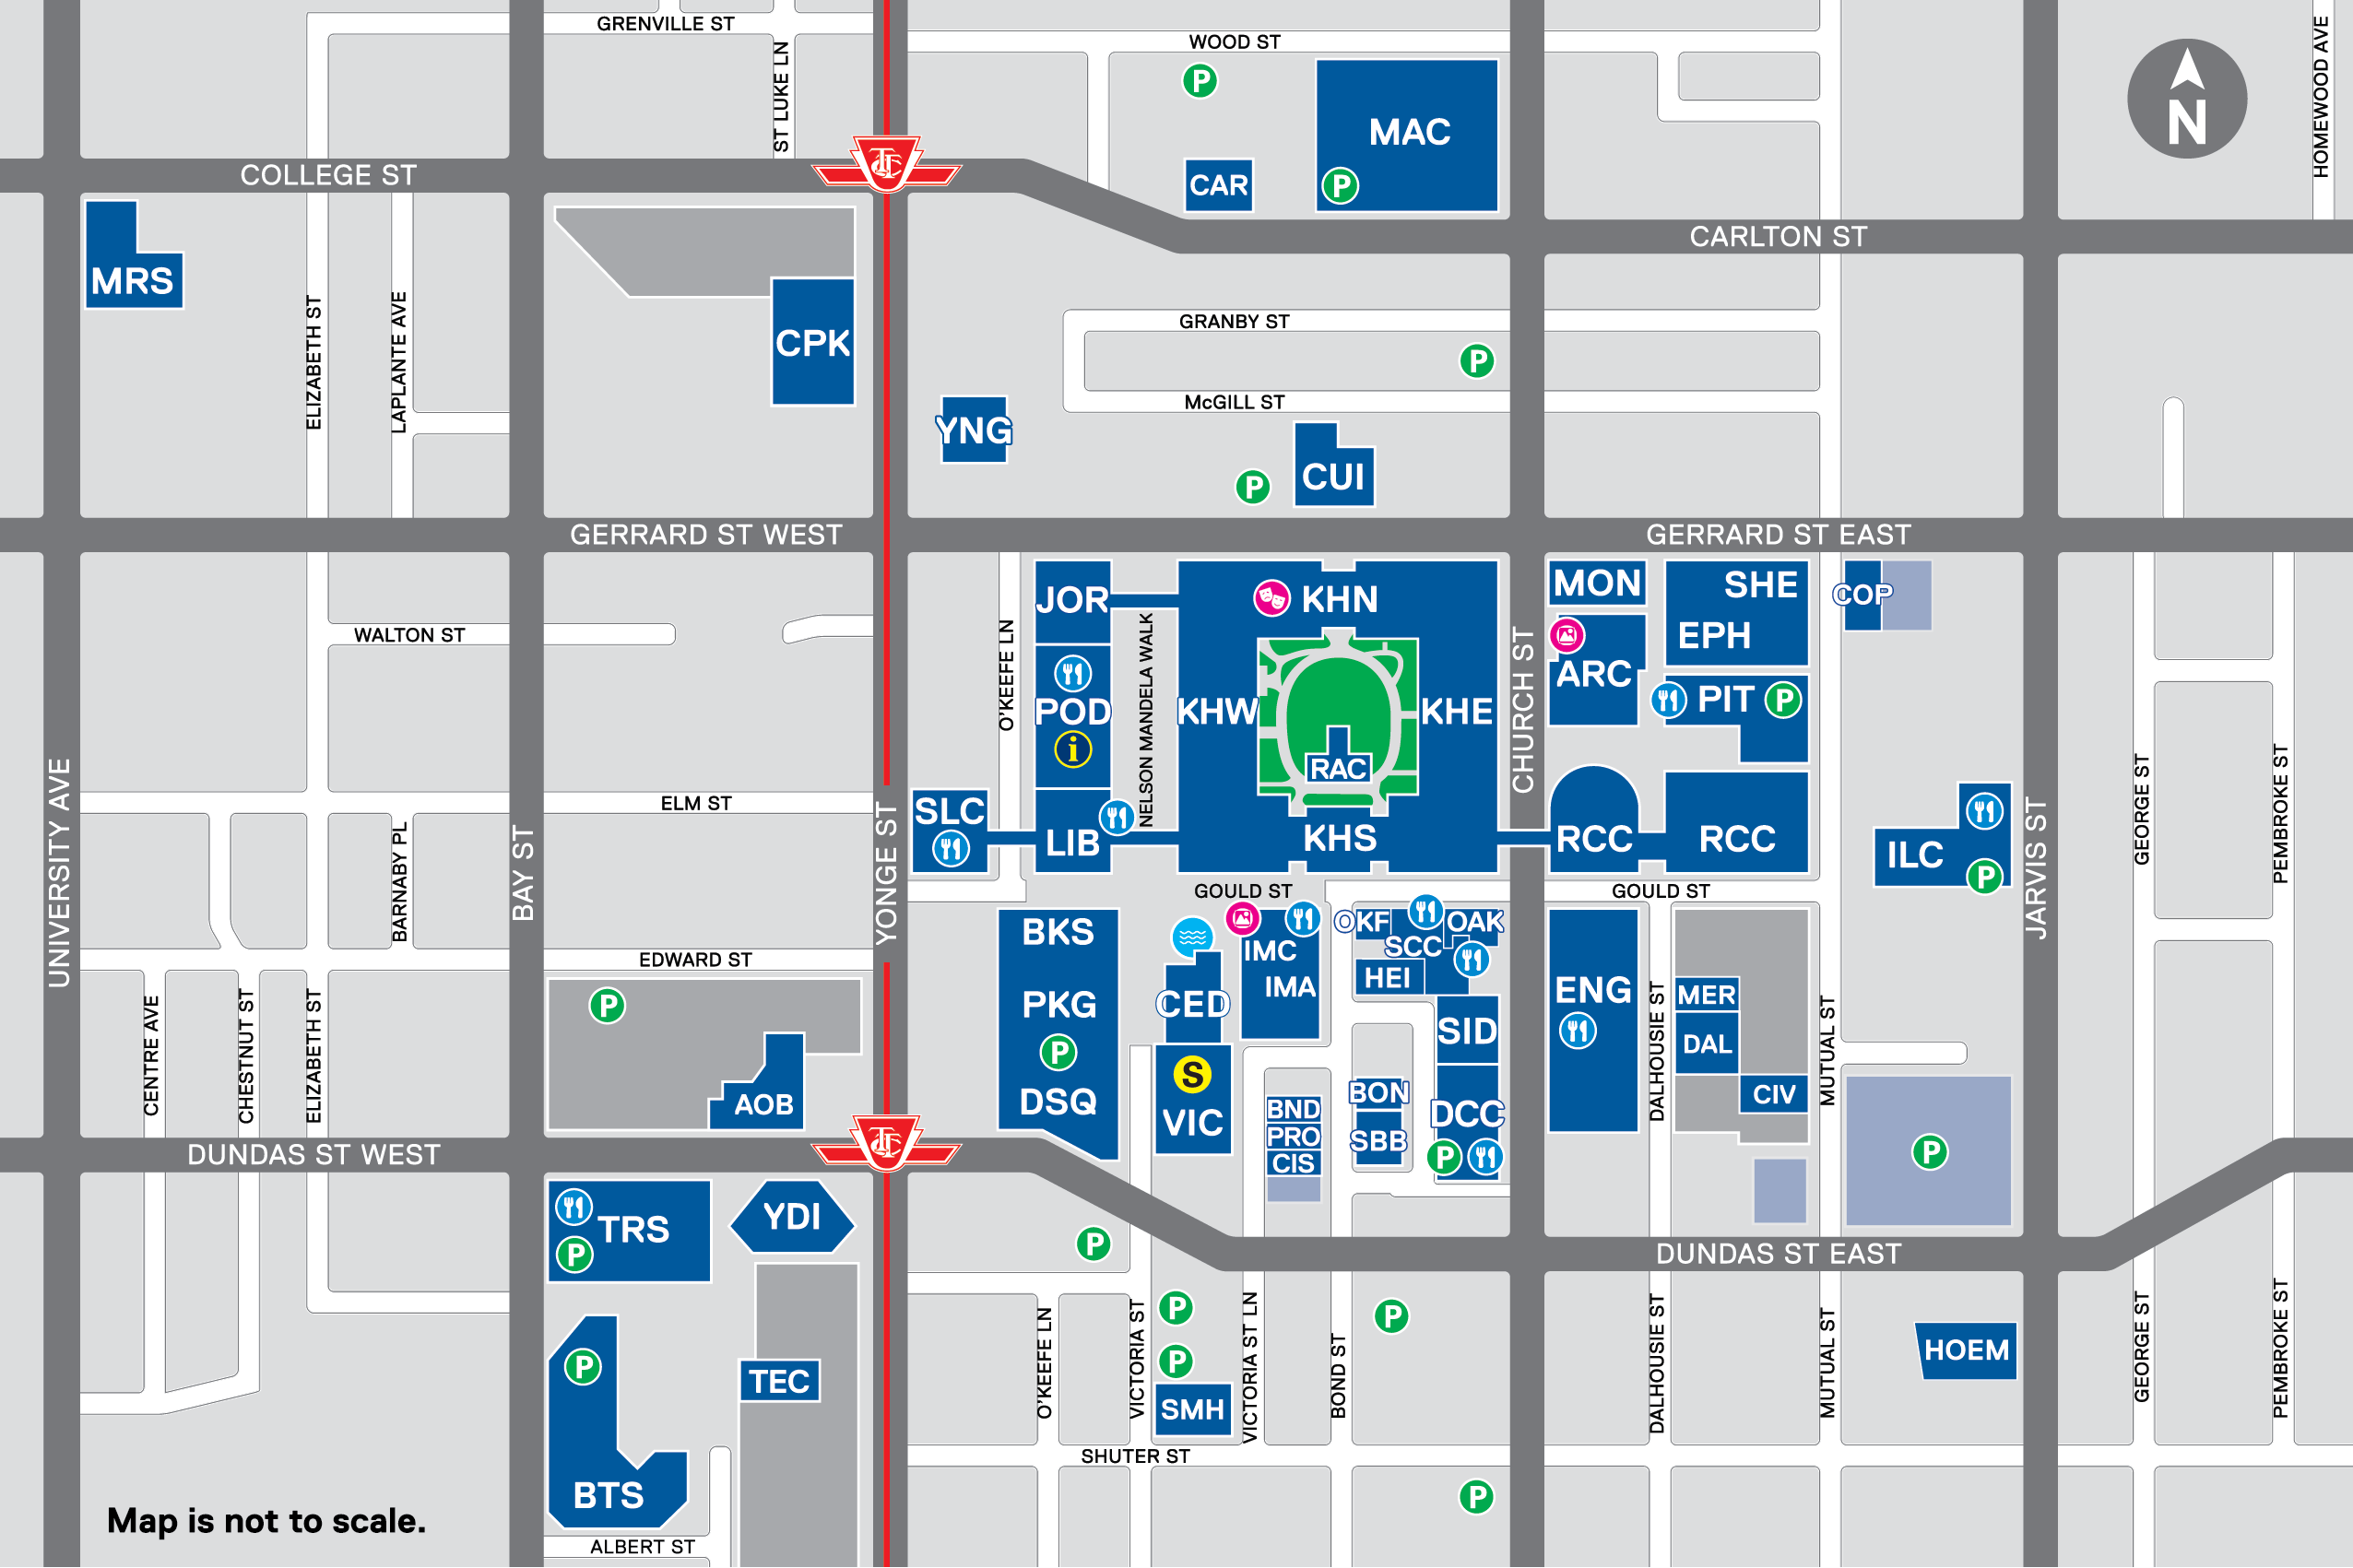 GRENVILLE ST
ST LUKE LN
WOOD ST
HOMEWOOD AVE
P
MAC
N
TTC
CAR
P
COLLEGE ST
CARLTON ST
MRS
CPK
ELIZABETH ST
LAPLANTE AVE
GRANBY ST
P
McGILL ST
YNG
CUI
P
GERRARD ST WEST
GERRARD ST EAST
JOR
KHN
MON
SHE
COP
WALTON ST
EPH
O'KEEFE LN
NELSON MANDELA WALK
ARC
POD
i
KHW
KHE
CHURCH ST
PIT
P
RAC
UNIVERSITY AVE
ELM ST
SLC
LIB
KHS
RCC
RCC
ILC
P
GEORGE ST
PEMBROKE ST
BARNABY PL
BAY ST
YONGE ST
JARVIS ST
GOULD ST
GOULD ST
BKS
IMC
OKF
OAK
SCC
EDWARD ST
HEI
IMA
P
PKG
CED
ENG
MER
CENTRE AVE
CHESTNUT ST
ELIZABETH ST
SID
DALHOUSIE ST
DAL
MUTUAL ST
P
S
AOB
DSQ
VIC
BND
BON
DCC
CIV
PRO
SBB
CIS
P
P
TTC
DUNDAS ST WEST
TRS
P
YDI
P
DUNDAS ST EAST
P
P
P
O'KEEFE LN
VICTORIA ST
VICTORIA ST LN
BOND ST
DALHOUSIE ST
MUTUAL ST
HOEM
GEORGE ST
PEMBROKE ST
P
TEC
SMH
SHUTER ST
BTS
P
Map is not to scale.
ALBERT ST